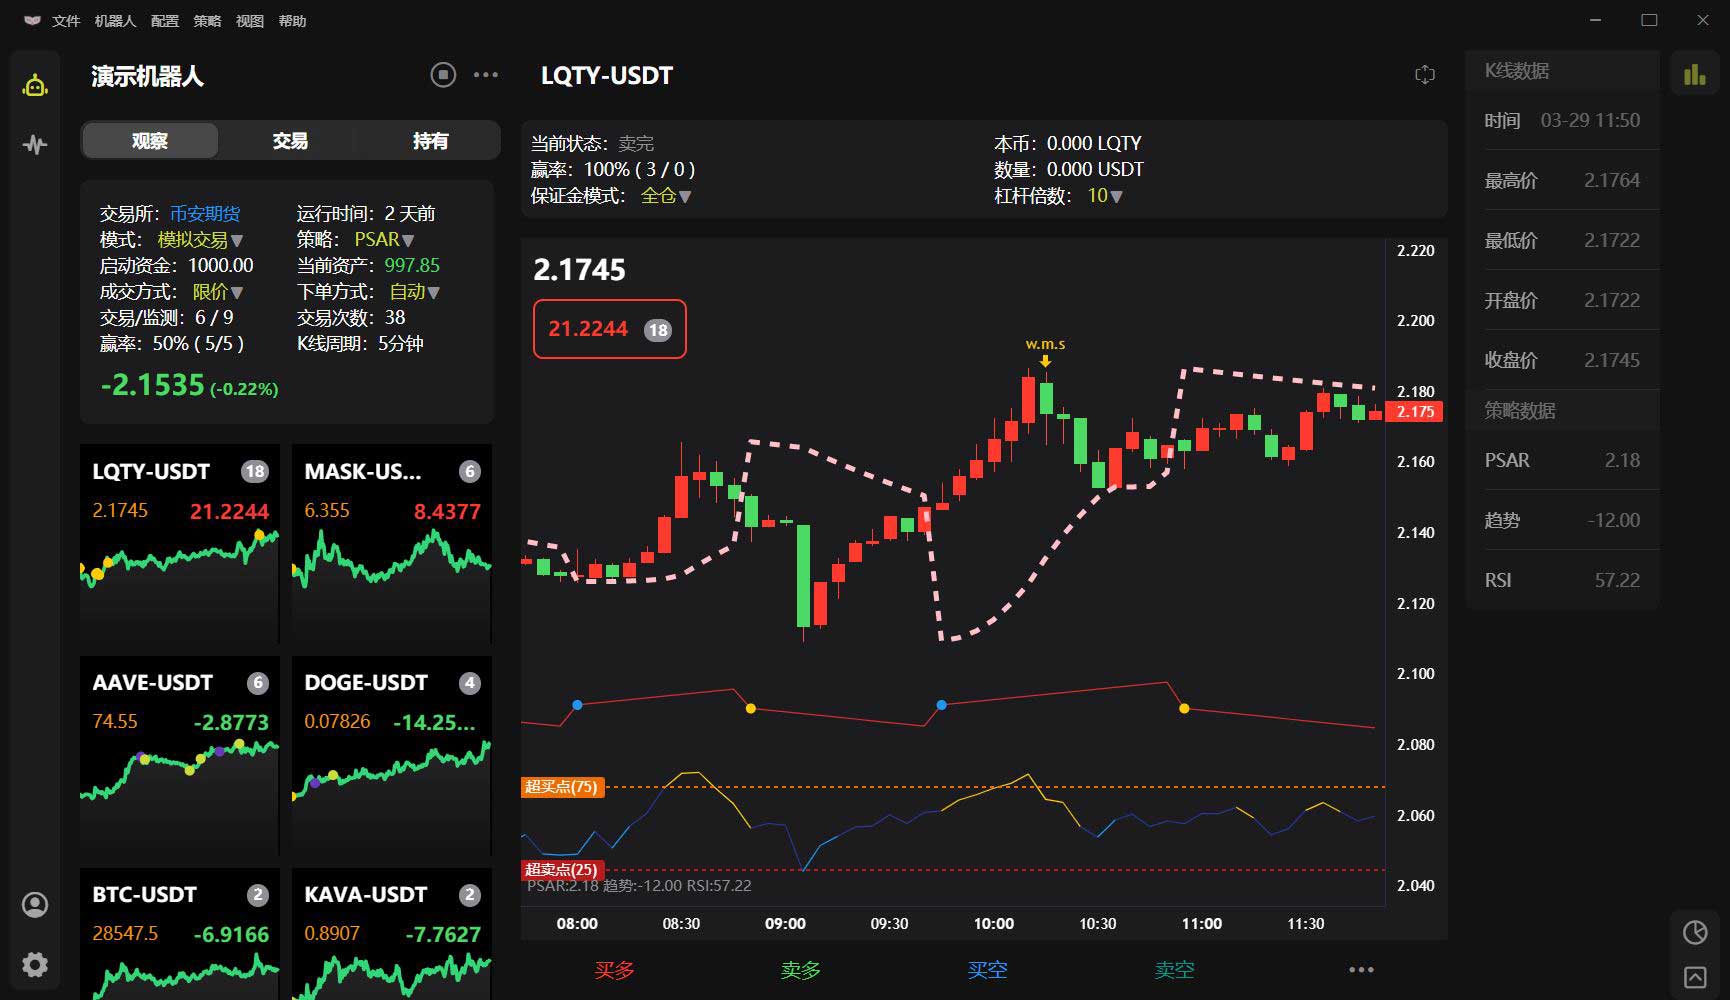 文件 机器人 配置 策略 视图 帮助
演示机器人
观察 交易 持有
交易所：币安期货 运行时间：2 天前
模式： 模拟交易▼ 策略： PSAR▼
启动资金：1000.00 当前资产：997.85
成交方式： 限价▼ 下单方式： 自动▼
交易/监测：6 / 9 交易次数：38
赢率：50% ( 5/5 ) K线周期：5分钟
-2.1535 (-0.22%)
LQTY-USDT 18
2.1745 21.2244
MASK-US... 6
6.355 8.4377
AAVE-USDT 6
74.55 -2.8773
DOGE-USDT 4
0.07826 -14.25...
BTC-USDT 2
28547.5 -6.9166
KAVA-USDT 2
0.8907 -7.7627
LQTY-USDT
当前状态：卖完 本币：0.000 LQTY
赢率：100% ( 3 / 0 ) 数量：0.000 USDT
保证金模式： 全仓▼ 杠杆倍数： 10▼
2.1745
21.2244 18
w.m.s
2.220
2.200
2.180
2.175
2.160
2.140
2.120
2.100
2.080
2.060
2.040
超买点(75)
超卖点(25)
PSAR:2.18 趋势:-12.00 RSI:57.22
08:00 08:30 09:00 09:30 10:00 10:30 11:00 11:30
买多 卖多 买空 卖空
K线数据
时间 03-29 11:50
最高价 2.1764
最低价 2.1722
开盘价 2.1722
收盘价 2.1745
策略数据
PSAR 2.18
趋势 -12.00
RSI 57.22